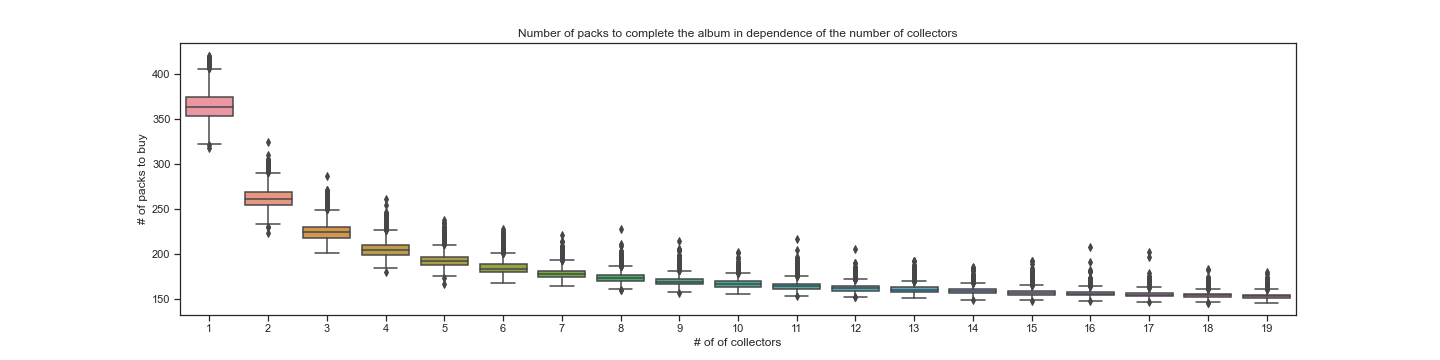 Number of packs to complete the album in dependence of the number of collectors
# of packs to buy
400
350
300
250
200
150
1 2 3 4 5 6 7 8 9 10 11 12 13 14 15 16 17 18 19
# of of collectors